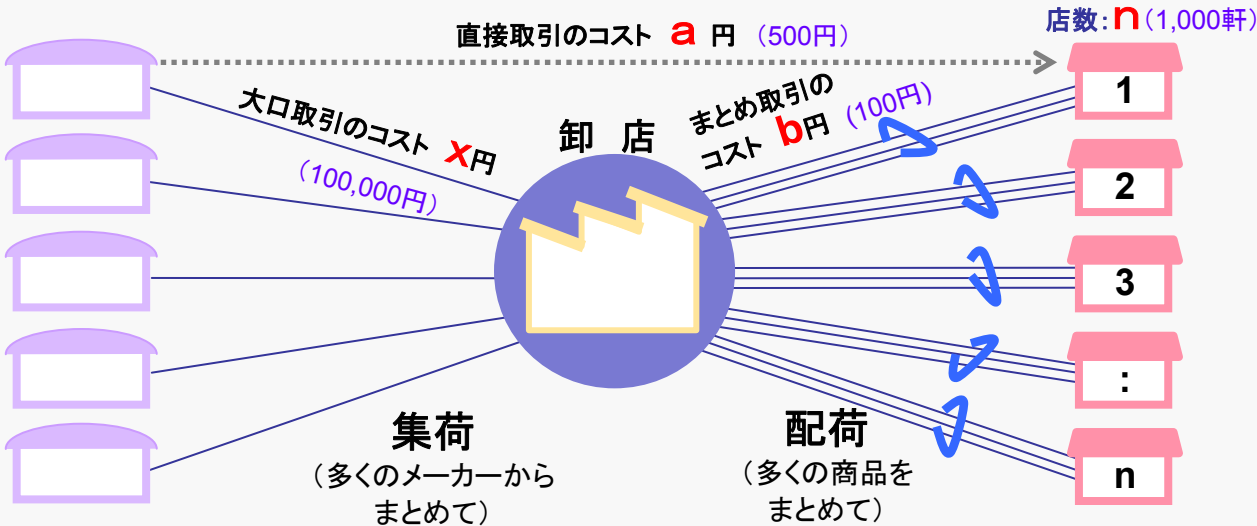 直接取引のコスト a 円 (500円)
店数:n(1,000軒)
大口取引のコスト x円
(100,000円)
卸 店
まとめ取引の
コスト b円 (100円)
1
2
3
:
n
集荷
(多くのメーカーから
まとめて)
配荷
(多くの商品を
まとめて)